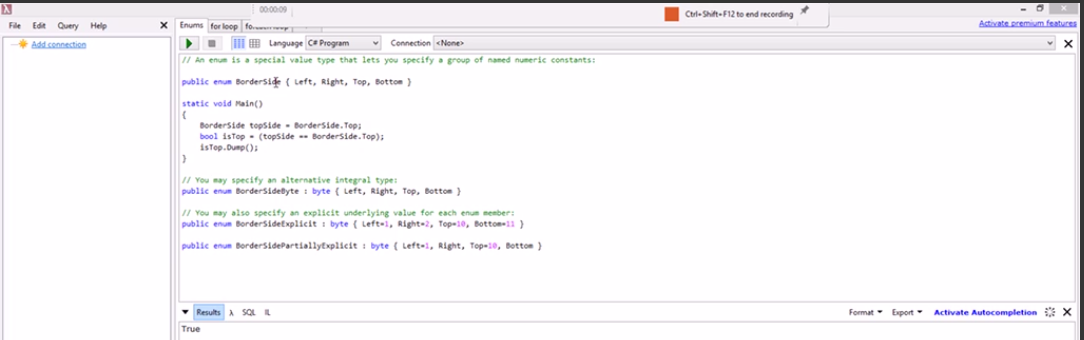 00:00:09
Ctrl+Shift+F12 to end recording
File Edit Query Help
Enums for loop
Activate premium features
Add connection
Language C# Program Connection <None>
// An enum is a special value type that lets you specify a group of named numeric constants:
public enum BorderSide { Left, Right, Top, Bottom }
static void Main()
{
BorderSide topSide = BorderSide.Top;
bool isTop = (topSide == BorderSide.Top);
isTop.Dump();
}
// You may specify an alternative integral type:
public enum BorderSideByte : byte { Left, Right, Top, Bottom }
// You may also specify an explicit underlying value for each enum member:
public enum BorderSideExplicit : byte { Left=1, Right=2, Top=10, Bottom=11 }
public enum BorderSidePartiallyExplicit : byte { Left=1, Right, Top=10, Bottom }
Results λ SQL IL
Format Export Activate Autocompletion
True